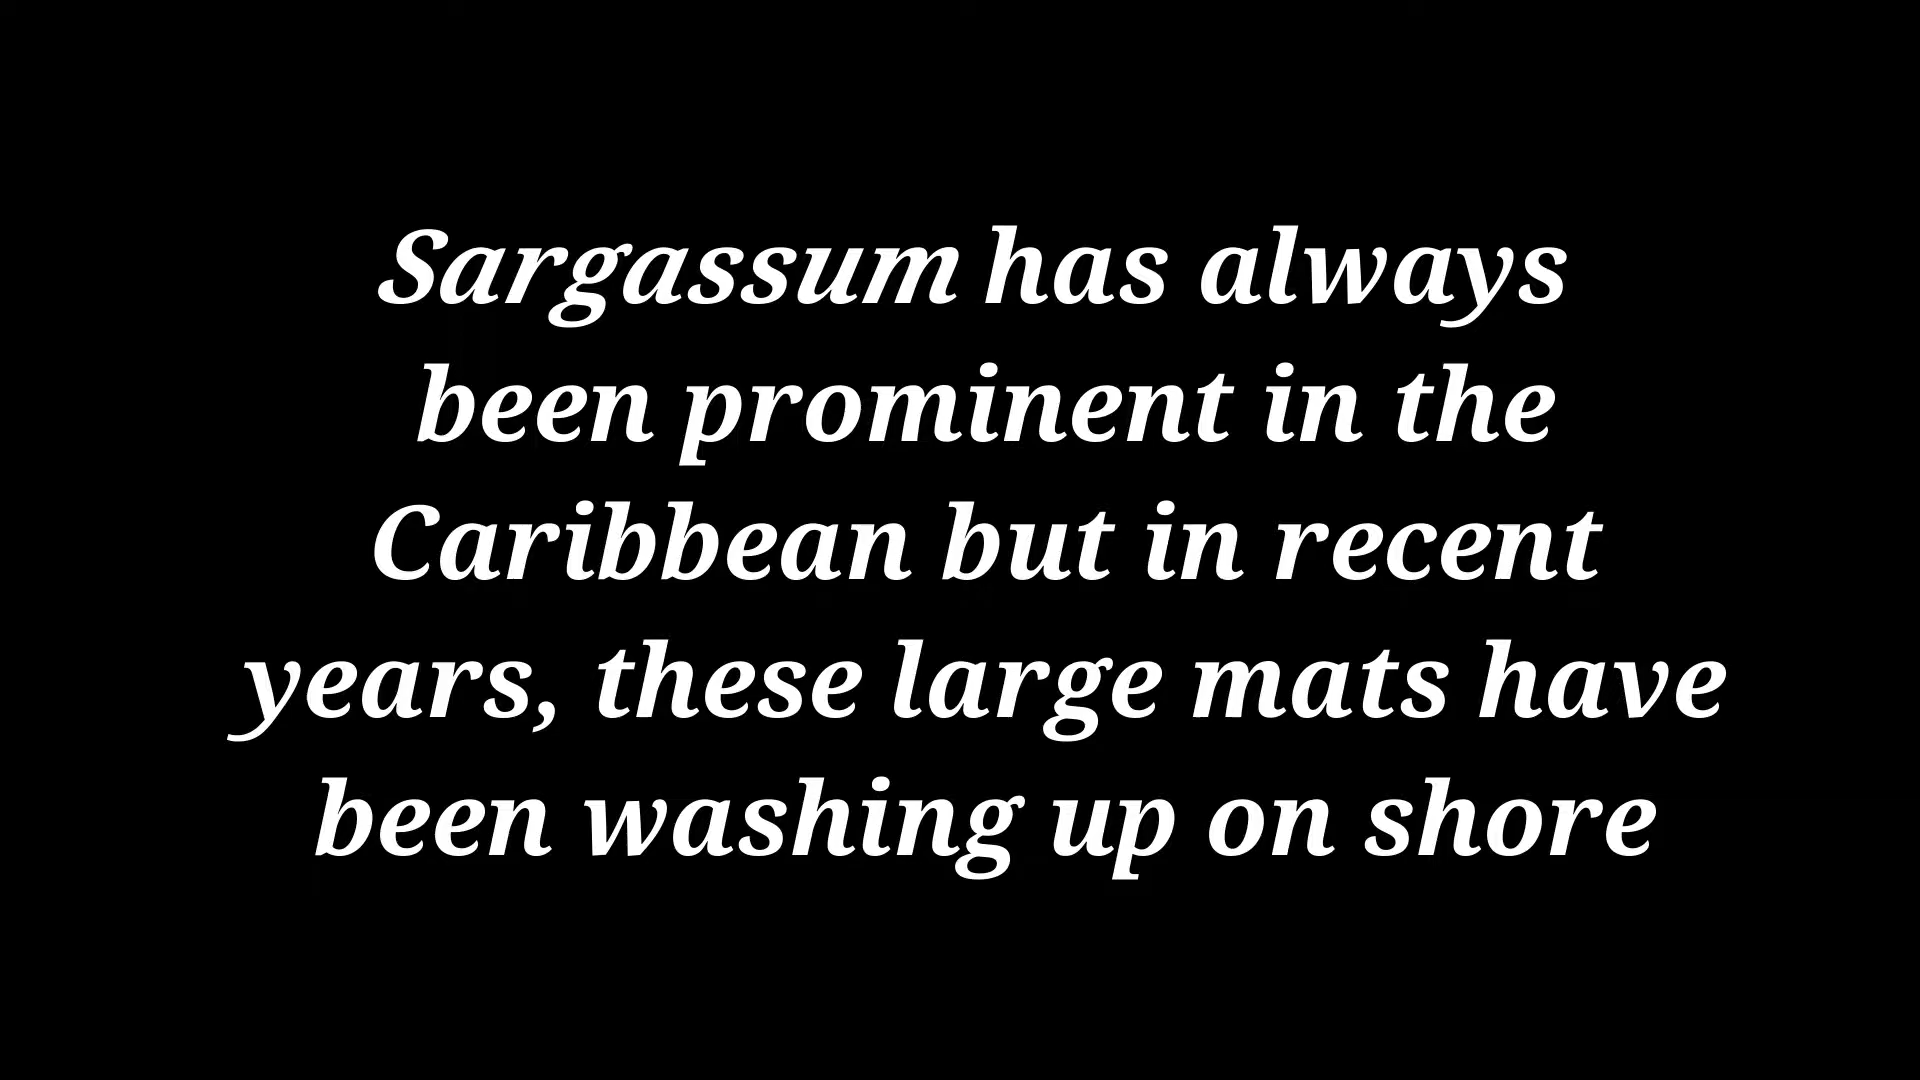 Sargassum has always
been prominent in the
Caribbean but in recent
years, these large mats have
been washing up on shore